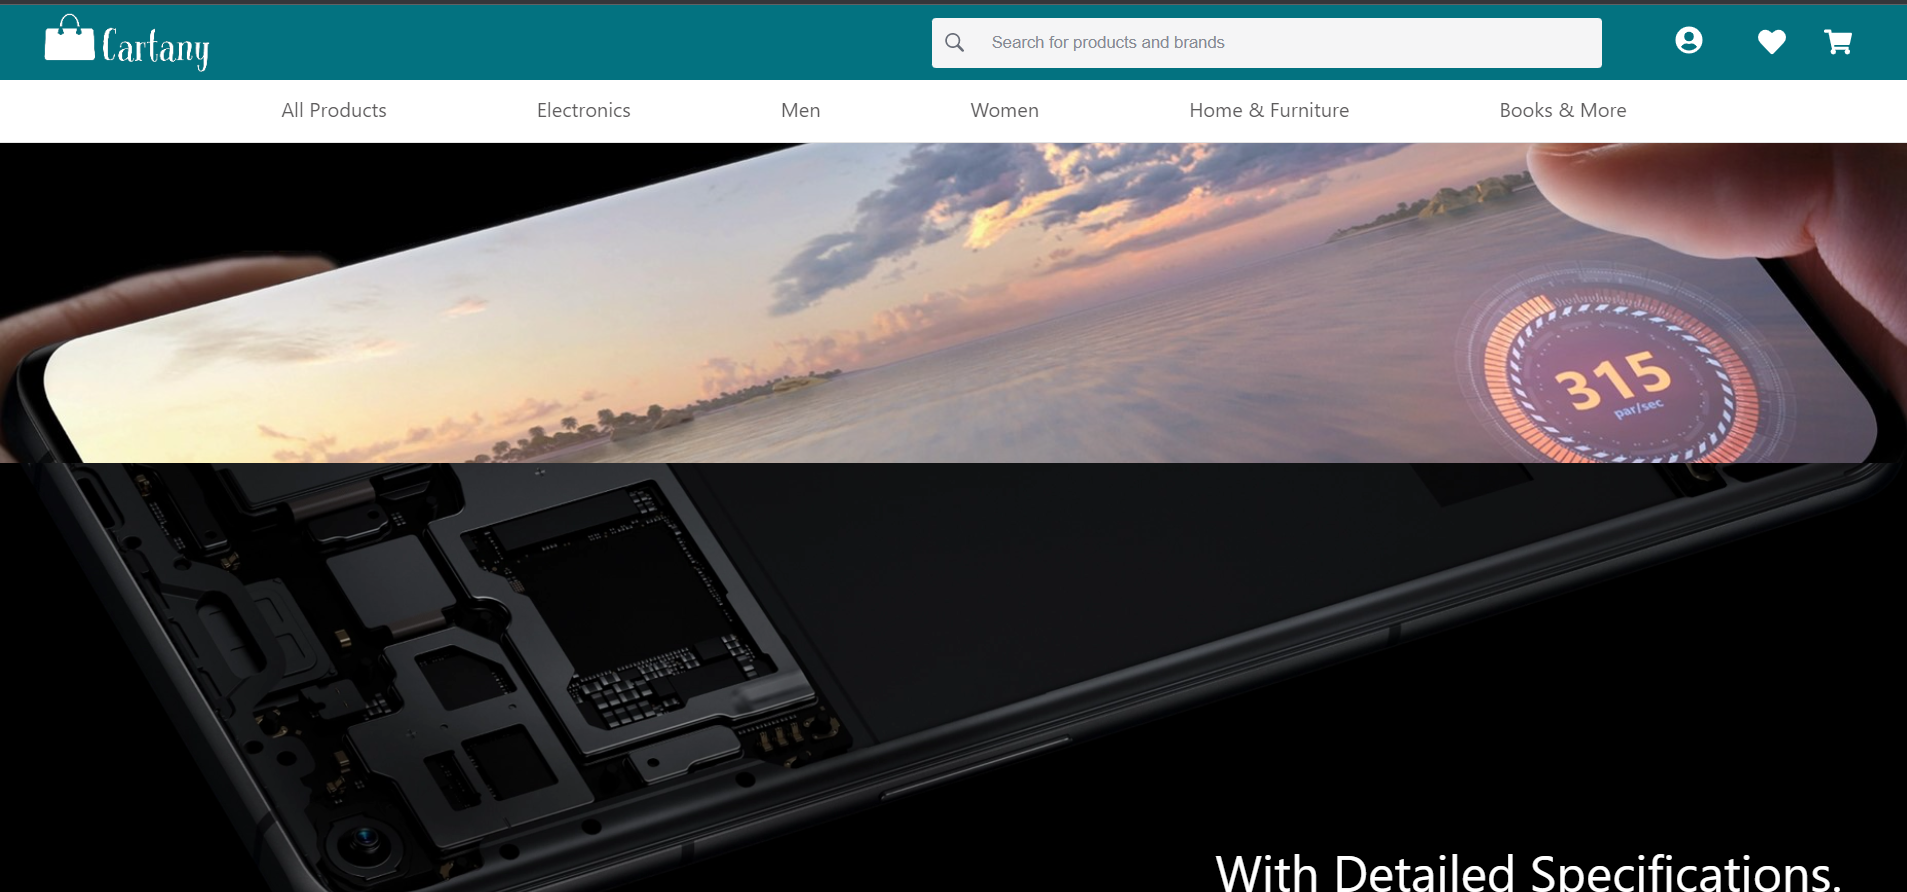 Cartany
Search for products and brands
All Products
Electronics
Men
Women
Home & Furniture
Books & More
315
par/sec
With Detailed Specifications.